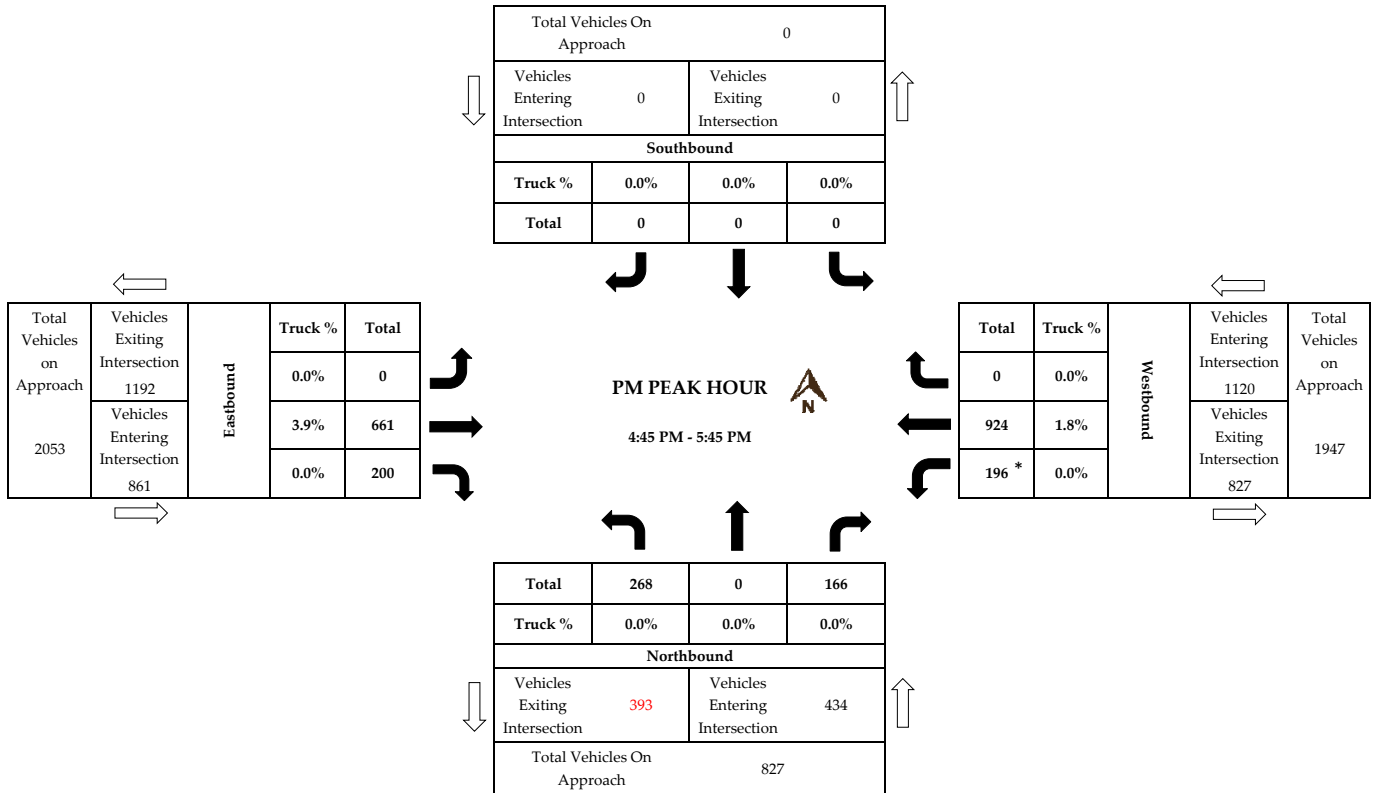 Total Vehicles On
Approach
0
Vehicles
Entering
Intersection
0
Vehicles
Exiting
Intersection
0
Southbound
Truck % 0.0% 0.0% 0.0%
Total 0 0 0
Total
Vehicles
on
Approach
2053
Vehicles
Exiting
Intersection
1192
Vehicles
Entering
Intersection
861
Eastbound
Truck % Total
0.0% 0
3.9% 661
0.0% 200
PM PEAK HOUR
N
4:45 PM - 5:45 PM
Total Truck %
0 0.0%
924 1.8%
196 * 0.0%
Westbound
Vehicles
Entering
Intersection
1120
Vehicles
Exiting
Intersection
827
Total
Vehicles
on
Approach
1947
Total 268 0 166
Truck % 0.0% 0.0% 0.0%
Northbound
Vehicles
Exiting
Intersection
393
Vehicles
Entering
Intersection
434
Total Vehicles On
Approach
827